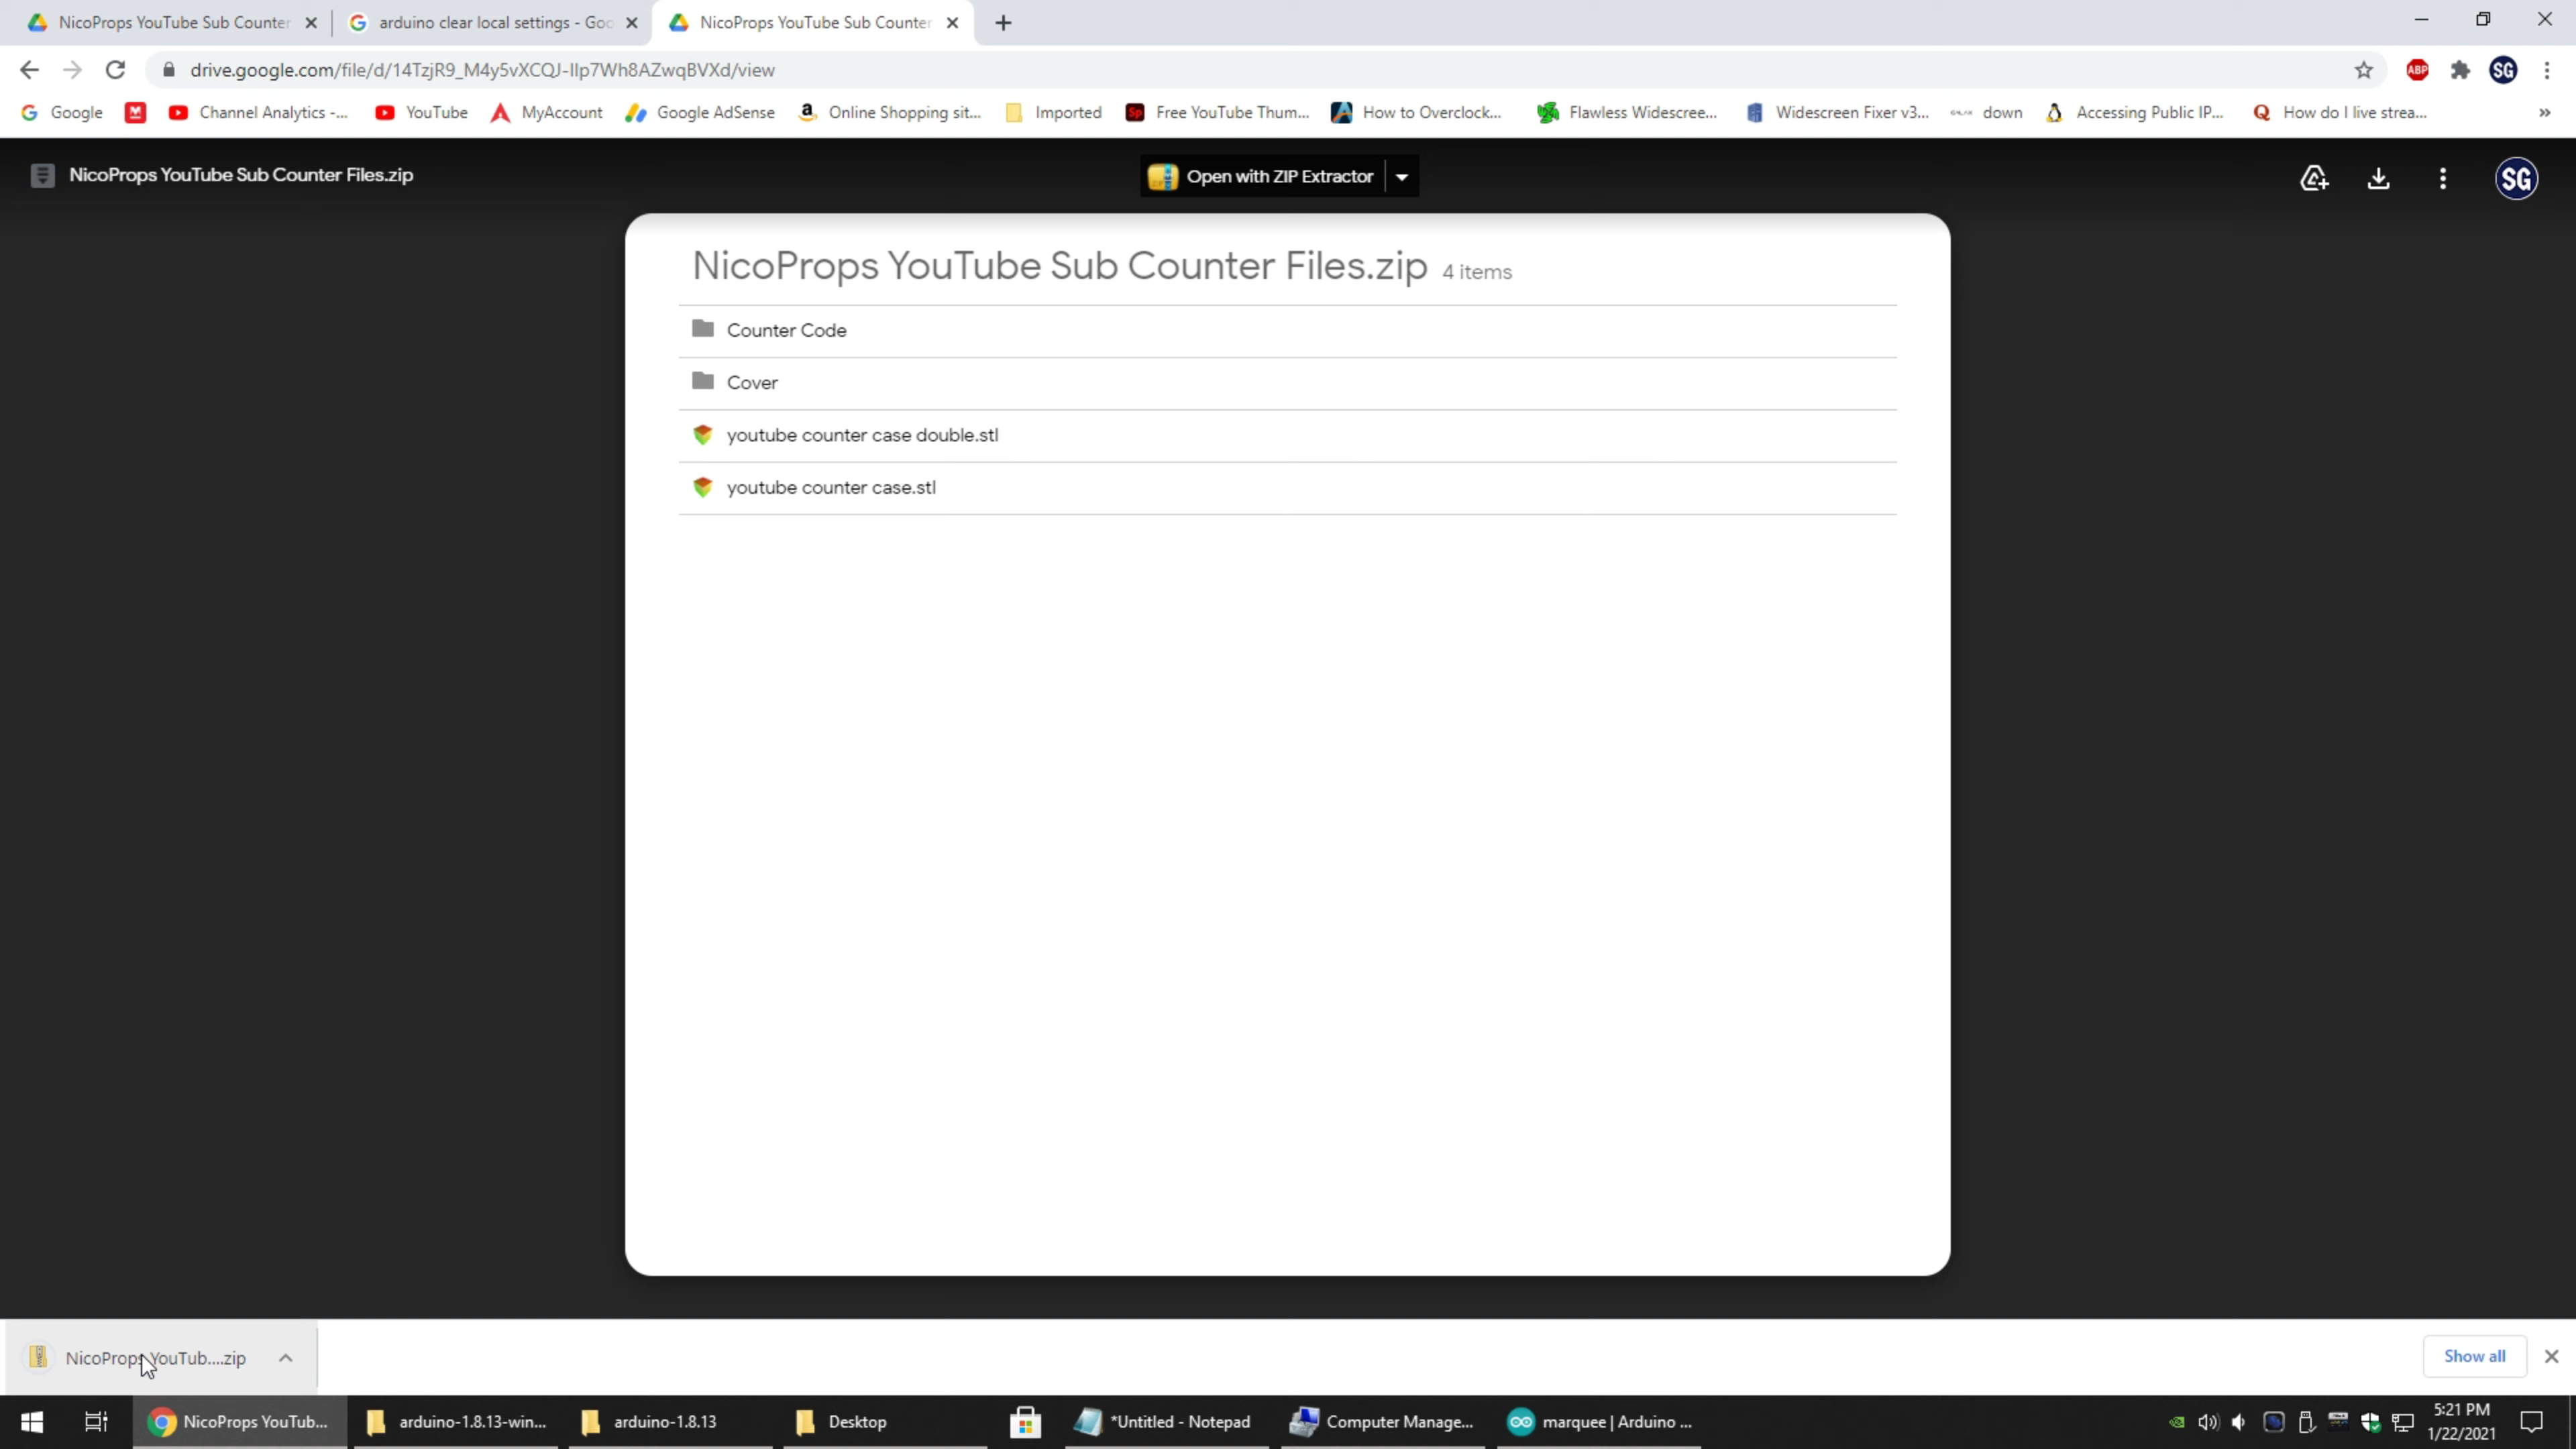 NicoProps YouTube Sub Counter
arduino clear local settings - Goo
NicoProps YouTube Sub Counter
drive.google.com/file/d/14TzjR9_M4y5vXCQJ-IIp7Wh8AZwqBVXd/view
ABP
SG
Google
Channel Analytics -...
YouTube
MyAccount
Google AdSense
Online Shopping sit...
Imported
Sp
Free YouTube Thum...
How to Overclock...
Flawless Widescree...
Widescreen Fixer v3...
down
Accessing Public IP...
How do I live strea...
»
NicoProps YouTube Sub Counter Files.zip
Open with ZIP Extractor
SG
NicoProps YouTube Sub Counter Files.zip 4 items
Counter Code
Cover
youtube counter case double.stl
youtube counter case.stl
NicoProps YouTub....zip
Show all
NicoProps YouTub...
arduino-1.8.13-win...
arduino-1.8.13
Desktop
*Untitled - Notepad
Computer Manage...
marquee | Arduino ...
5:21 PM
1/22/2021